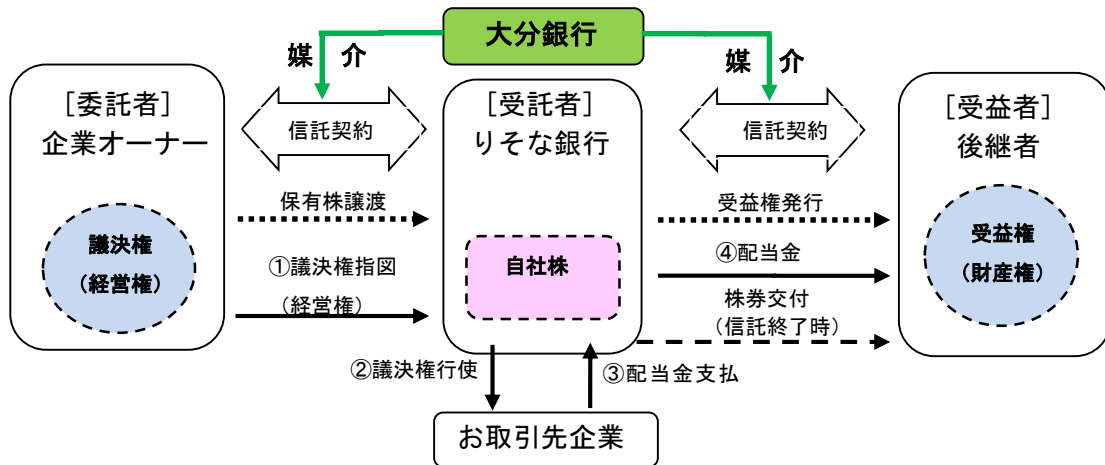 大分銀行
媒 介
媒 介
［委託者］
企業オーナー
信託契約
［受託者］
りそな銀行
信託契約
［受益者］
後継者
保有株譲渡
受益権発行
議決権
（経営権）
①議決権指図
（経営権）
自社株
④配当金
受益権
（財産権）
株券交付
（信託終了時）
②議決権行使
③配当金支払
お取引先企業